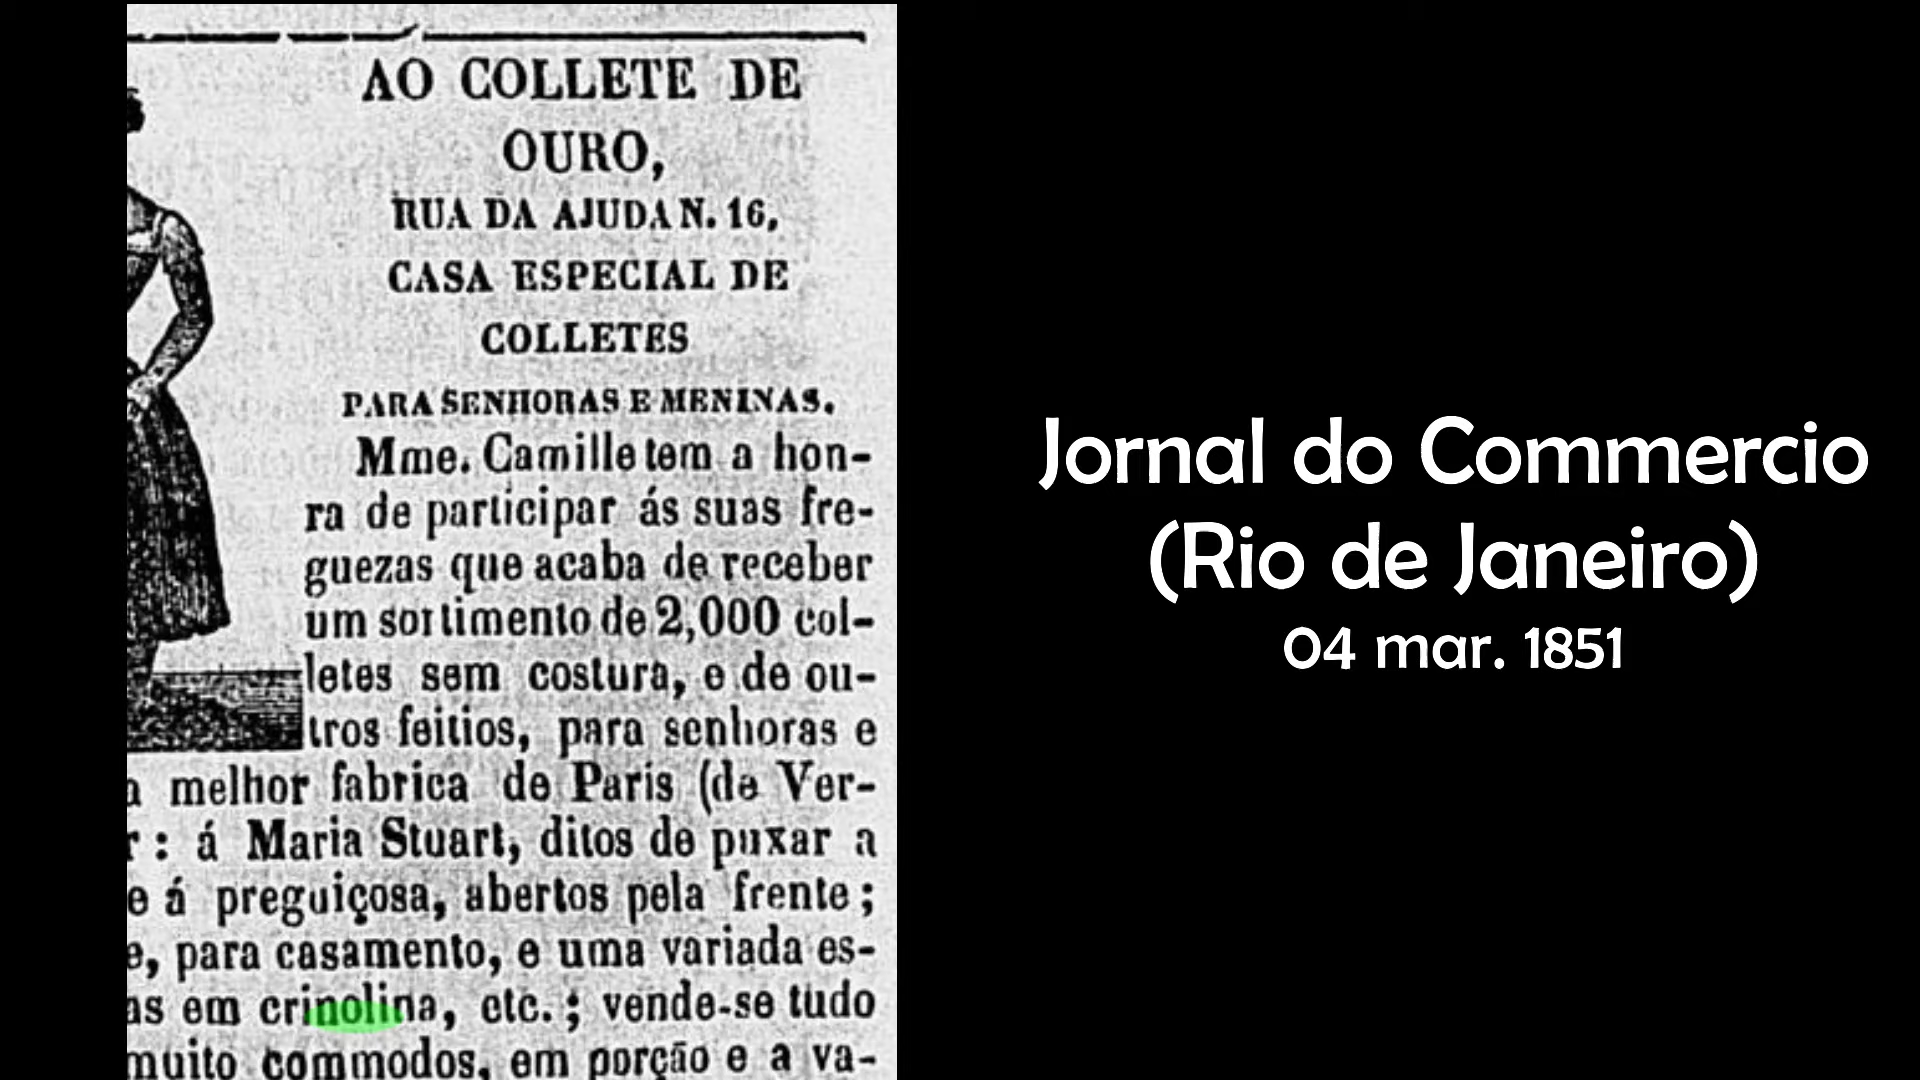 AO COLLETE DE
OURO,
RUA DA AJUDA N. 16,
CASA ESPECIAL DE
COLLETES
PARA SENHORAS E MENINAS.
Mme. Camille tem a hon-
ra de participar ás suas fre-
guezas que acaba de receber
um sortimento de 2,000 col-
letes sem costura, e de ou-
tros feitios, para senhoras e
melhor fabrica de Paris (de Ver-
r: á Maria Stuart, ditos de puxar a
e á preguiçosa, abertos pela frente;
e, para casamento, e uma variada es-
as em crinolina, etc.; vende-se tudo
muito commodos, em porção e a va-
Jornal do Commercio
(Rio de Janeiro)
04 mar. 1851